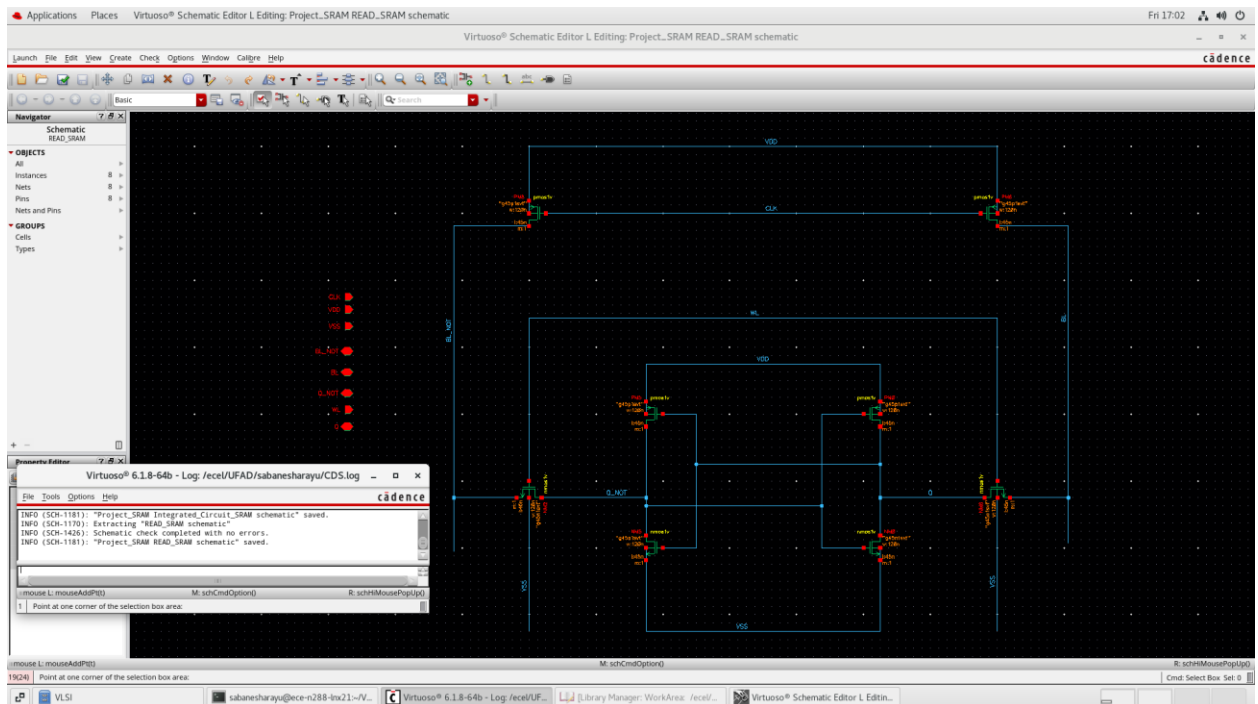 Applications Places Virtuoso® Schematic Editor L Editing: Project_SRAM READ_SRAM schematic Fri 17:02
Virtuoso® Schematic Editor L Editing: Project_SRAM READ_SRAM schematic
Launch File Edit View Create Check Options Window Calibre Help cādence
Basic Search
Navigator
Schematic
READ_SRAM
OBJECTS
All
Instances 8
Nets 8
Pins 8
Nets and Pins
GROUPS
Cells
Types
Property Editor
VDD
pmos1v pmos1v
CLK
BL_NOT
BL
CLK
VDD
VSS
BL_NOT
BL
Q_NOT
WL
Q
WL
VDD
pmos1v pmos1v
Q_NOT Q
nmos1v nmos1v
VSS VSS
VSS
Virtuoso® 6.1.8-64b - Log: /ecel/UFAD/sabanesharayu/CDS.log
File Tools Options Help cādence
INFO (SCH-1181): "Project_SRAM Integrated_Circuit_SRAM schematic" saved.
INFO (SCH-1170): Extracting "READ_SRAM schematic"
INFO (SCH-1426): Schematic check completed with no errors.
INFO (SCH-1181): "Project_SRAM READ_SRAM schematic" saved.
mouse L: mouseAddPt(t) M: schCmdOption() R: schHiMousePopUp()
1 Point at one corner of the selection box area:
mouse L: mouseAddPt(t) M: schCmdOption() R: schHiMousePopUp()
19(24) Point at one corner of the selection box area: Cmd: Select Box Sel: 0
VLSI sabanesharayu@ece-n288-lnx21:~/V... Virtuoso® 6.1.8-64b - Log: /ecel/UF... [Library Manager: WorkArea: /ecel/... Virtuoso® Schematic Editor L Editin...